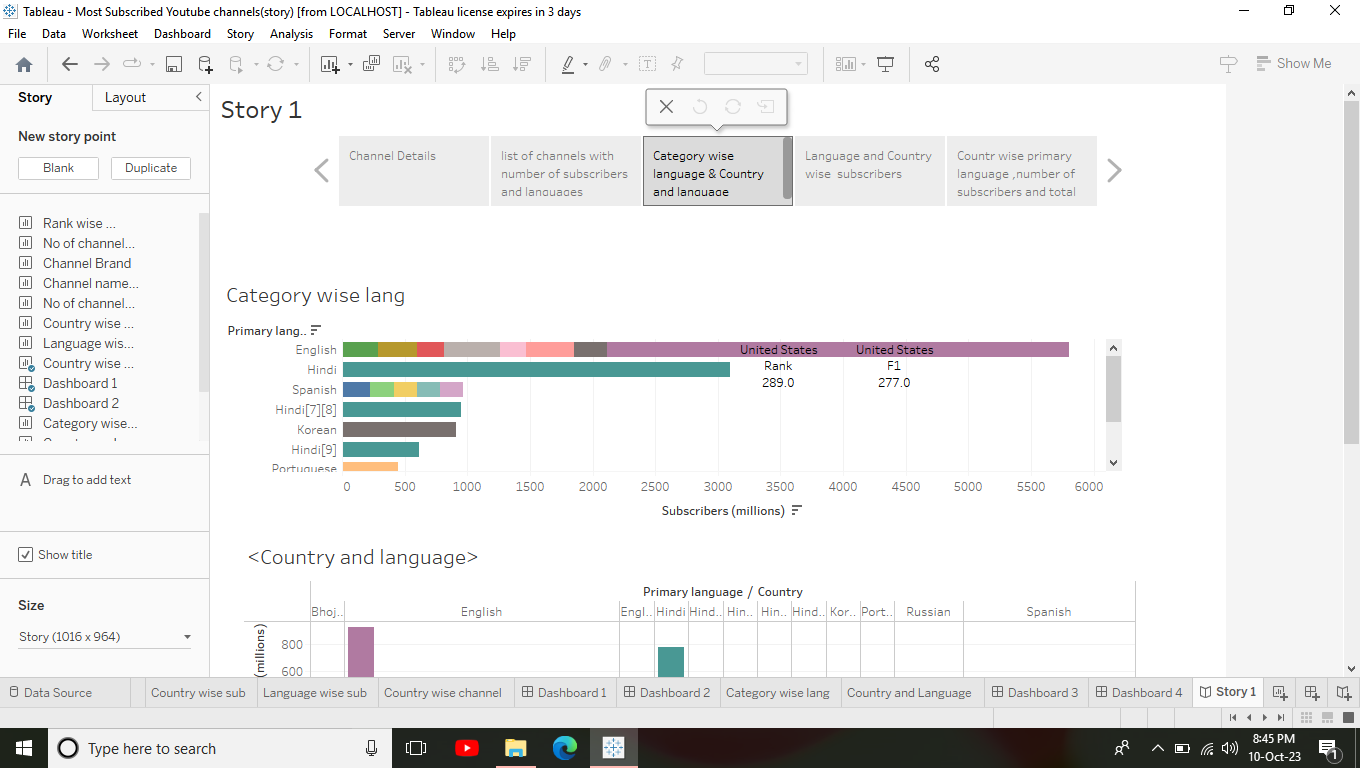 Tableau - Most Subscribed Youtube channels(story) [from LOCALHOST] - Tableau license expires in 3 days
File Data Worksheet Dashboard Story Analysis Format Server Window Help
Show Me
Story Layout
New story point
Blank Duplicate
Rank wise ...
No of channel...
Channel Brand
Channel name...
No of channel...
Country wise ...
Language wis...
Country wise ...
Dashboard 1
Dashboard 2
Category wise...
A Drag to add text
Show title
Size
Story (1016 x 964)
Story 1
Channel Details
list of channels with
number of subscribers
and languages
Category wise
language & Country
and language
Language and Country
wise subscribers
Countr wise primary
language ,number of
subscribers and total
Category wise lang
Primary lang..
English
Hindi
Spanish
Hindi[7][8]
Korean
Hindi[9]
Portuguese
United States United States
Rank F1
289.0 277.0
0 500 1000 1500 2000 2500 3000 3500 4000 4500 5000 5500 6000
Subscribers (millions)
<Country and language>
Primary language / Country
Bhoj.. English Engl.. Hindi Hind.. Hin.. Hin.. Hind.. Kor.. Port.. Russian Spanish
(millions)
800
600
Data Source Country wise sub Language wise sub Country wise channel Dashboard 1 Dashboard 2 Category wise lang Country and Language Dashboard 3 Dashboard 4 Story 1
Type here to search
8:45 PM
10-Oct-23
1